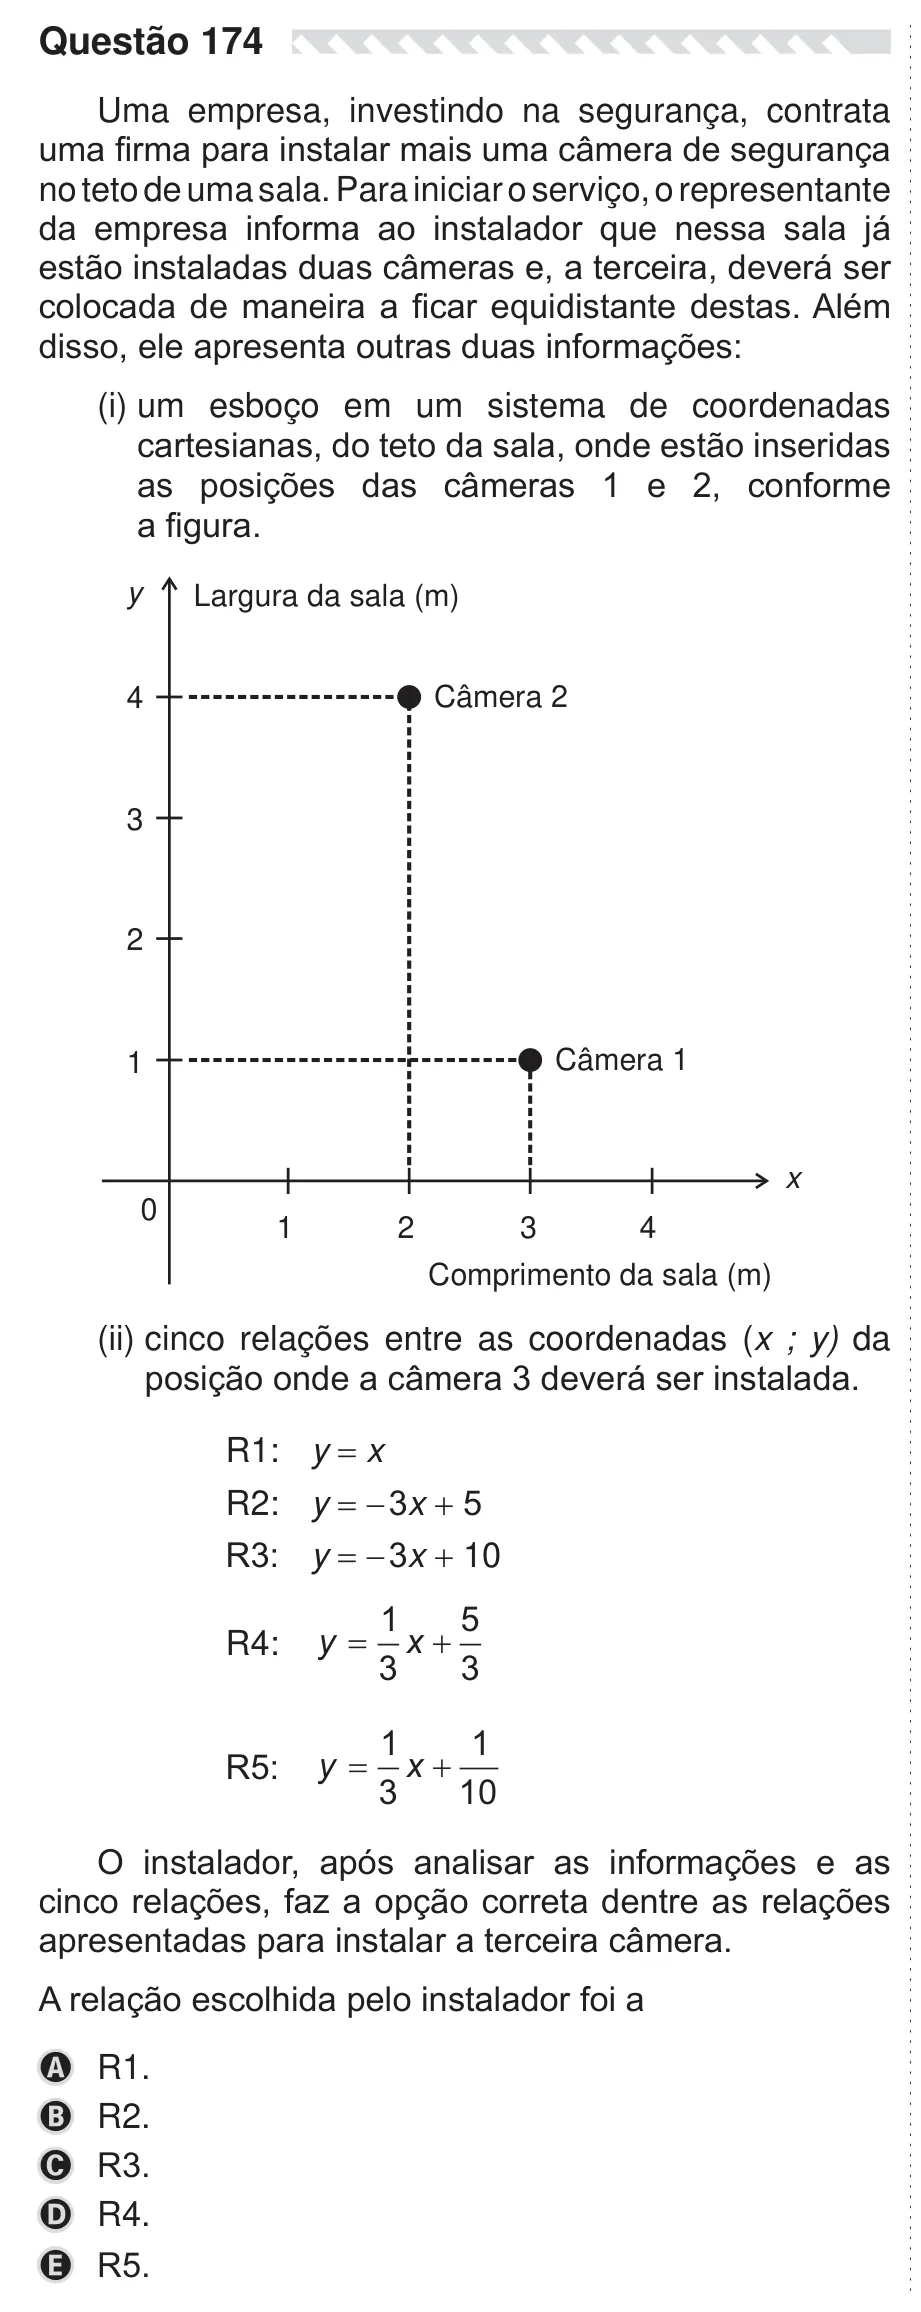 Questão 174
Uma empresa, investindo na segurança, contrata
uma firma para instalar mais uma câmera de segurança
no teto de uma sala. Para iniciar o serviço, o representante
da empresa informa ao instalador que nessa sala já
estão instaladas duas câmeras e, a terceira, deverá ser
colocada de maneira a ficar equidistante destas. Além
disso, ele apresenta outras duas informações:
(i) um esboço em um sistema de coordenadas
cartesianas, do teto da sala, onde estão inseridas
as posições das câmeras 1 e 2, conforme
a figura.
y Largura da sala (m)
4 Câmera 2
3
2
1 Câmera 1
x
0 1 2 3 4
Comprimento da sala (m)
(ii) cinco relações entre as coordenadas (x ; y) da
posição onde a câmera 3 deverá ser instalada.
R1: y = x
R2: y = −3x + 5
R3: y = −3x + 10
R4: y = 1/3 x + 5/3
R5: y = 1/3 x + 1/10
O instalador, após analisar as informações e as
cinco relações, faz a opção correta dentre as relações
apresentadas para instalar a terceira câmera.
A relação escolhida pelo instalador foi a
A R1.
B R2.
C R3.
D R4.
E R5.